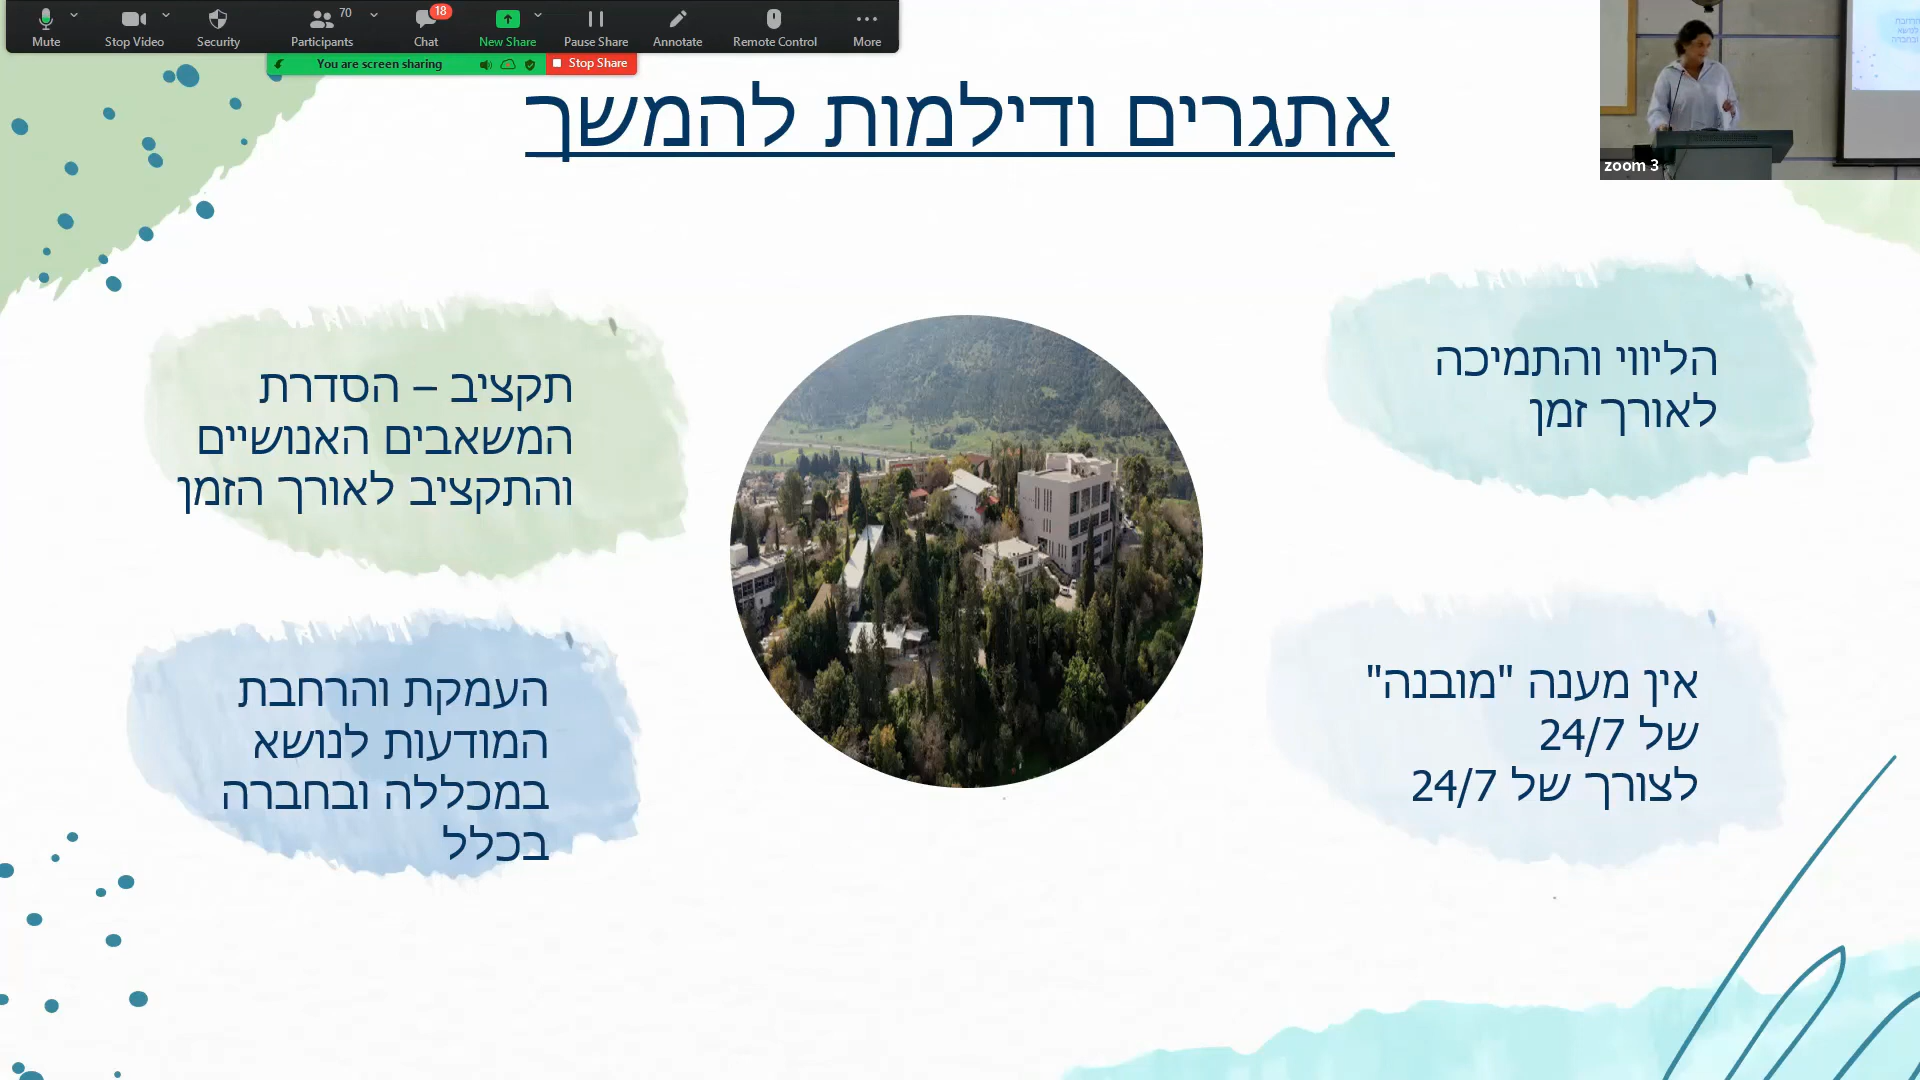 Mute
Stop Video
Security
70
Participants
18
Chat
New Share
Pause Share
Annotate
Remote Control
More
You are screen sharing
Stop Share
zoom 3
אתגרים ודילמות להמשך
הליווי והתמיכה
לאורך זמן
תקציב – הסדרת
המשאבים האנושיים
והתקציב לאורך הזמן
אין מענה "מובנה"
של 24/7
לצורך של 24/7
העמקת והרחבת
המודעות לנושא
במכללה ובחברה
בכלל